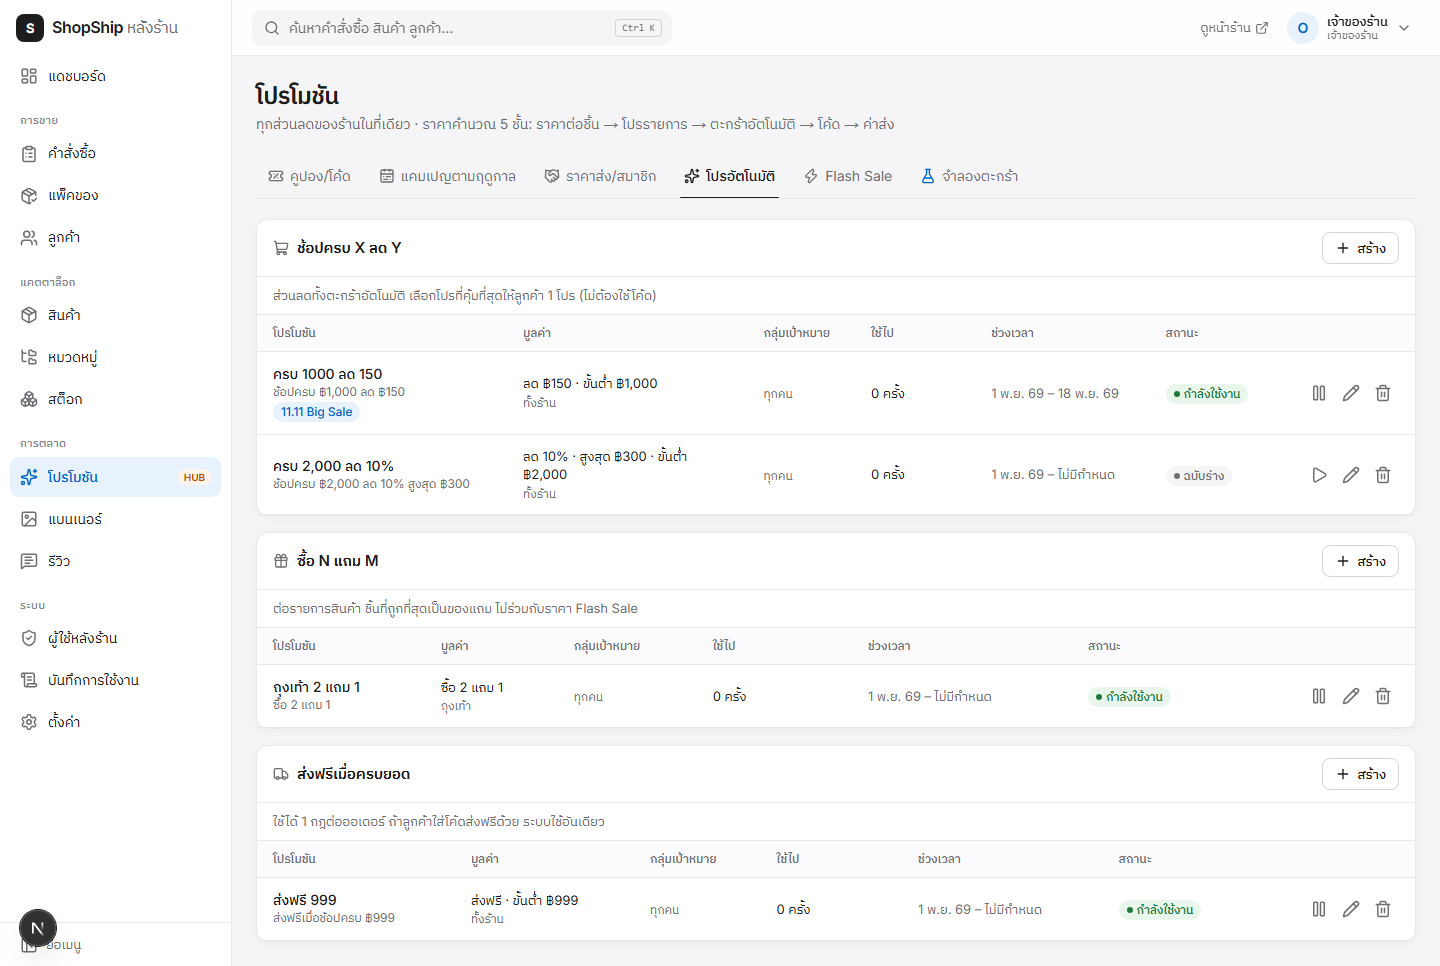 S ShopShip หลังร้าน
ค้นหาคำสั่งซื้อ สินค้า ลูกค้า... Ctrl K
ดูหน้าร้าน
O
เจ้าของร้าน
เจ้าของร้าน
แดชบอร์ด
การขาย
คำสั่งซื้อ
แพ็คของ
ลูกค้า
แคตตาล็อก
สินค้า
หมวดหมู่
สต็อก
การตลาด
โปรโมชัน HUB
แบนเนอร์
รีวิว
ระบบ
ผู้ใช้หลังร้าน
บันทึกการใช้งาน
ตั้งค่า
N
ย่อเมนู
โปรโมชัน
ทุกส่วนลดของร้านในที่เดียว · ราคาคำนวณ 5 ชั้น: ราคาต่อชิ้น → โปรรายการ → ตะกร้าอัตโนมัติ → โค้ด → ค่าส่ง
คูปอง/โค้ด แคมเปญตามฤดูกาล ราคาส่ง/สมาชิก โปรอัตโนมัติ Flash Sale จำลองตะกร้า
ช้อปครบ X ลด Y + สร้าง
ส่วนลดทั้งตะกร้าอัตโนมัติ เลือกโปรที่คุ้มที่สุดให้ลูกค้า 1 โปร (ไม่ต้องใช้โค้ด)
โปรโมชัน มูลค่า กลุ่มเป้าหมาย ใช้ไป ช่วงเวลา สถานะ
ครบ 1000 ลด 150
ช้อปครบ ฿1,000 ลด ฿150
11.11 Big Sale
ลด ฿150 · ขั้นต่ำ ฿1,000
ทั้งร้าน
ทุกคน 0 ครั้ง 1 พ.ย. 69 – 18 พ.ย. 69 กำลังใช้งาน
ครบ 2,000 ลด 10%
ช้อปครบ ฿2,000 ลด 10% สูงสุด ฿300
ลด 10% · สูงสุด ฿300 · ขั้นต่ำ
฿2,000
ทั้งร้าน
ทุกคน 0 ครั้ง 1 พ.ย. 69 – ไม่มีกำหนด ฉบับร่าง
ซื้อ N แถม M + สร้าง
ต่อรายการสินค้า ชิ้นที่ถูกที่สุดเป็นของแถม ไม่ร่วมกับราคา Flash Sale
โปรโมชัน มูลค่า กลุ่มเป้าหมาย ใช้ไป ช่วงเวลา สถานะ
ถุงเท้า 2 แถม 1
ซื้อ 2 แถม 1
ซื้อ 2 แถม 1
ถุงเท้า
ทุกคน 0 ครั้ง 1 พ.ย. 69 – ไม่มีกำหนด กำลังใช้งาน
ส่งฟรีเมื่อครบยอด + สร้าง
ใช้ได้ 1 กฎต่อออเดอร์ ถ้าลูกค้าใส่โค้ดส่งฟรีด้วย ระบบใช้อันเดียว
โปรโมชัน มูลค่า กลุ่มเป้าหมาย ใช้ไป ช่วงเวลา สถานะ
ส่งฟรี 999
ส่งฟรีเมื่อช้อปครบ ฿999
ส่งฟรี · ขั้นต่ำ ฿999
ทั้งร้าน
ทุกคน 0 ครั้ง 1 พ.ย. 69 – ไม่มีกำหนด กำลังใช้งาน